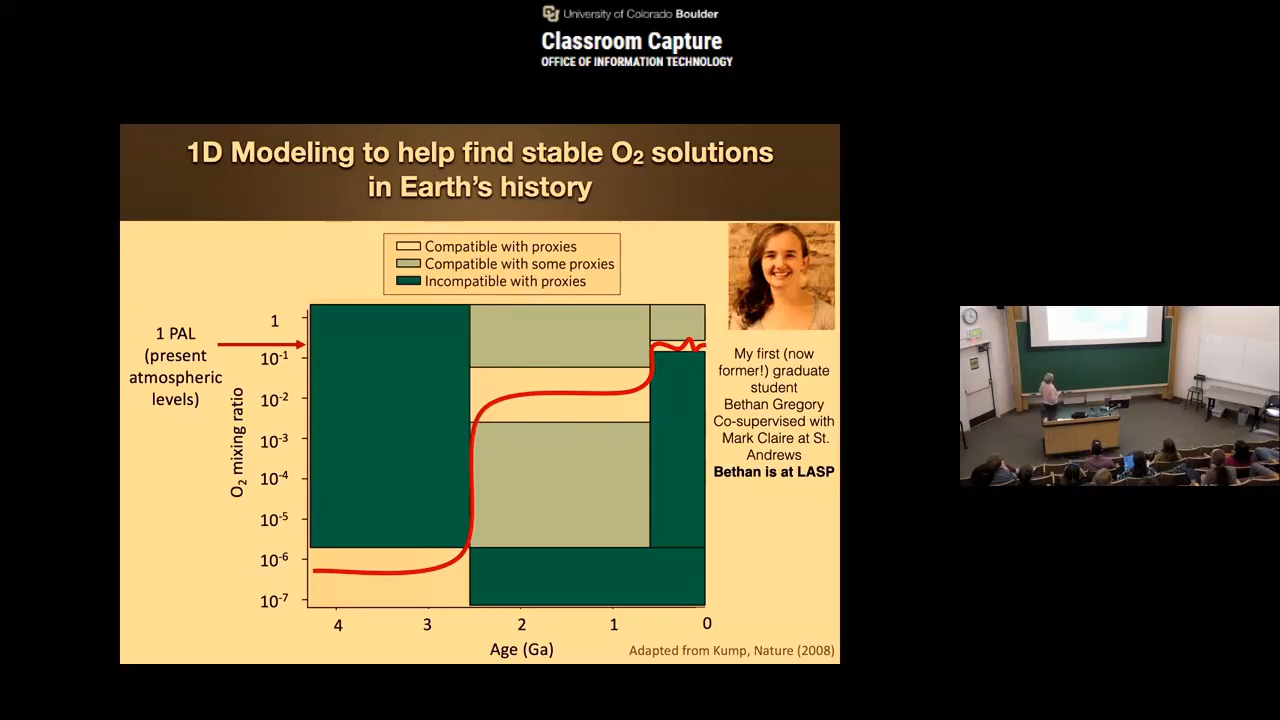 University of Colorado Boulder
Classroom Capture
OFFICE OF INFORMATION TECHNOLOGY
1D Modeling to help find stable O₂ solutions
in Earth's history
Compatible with proxies
Compatible with some proxies
Incompatible with proxies
1 PAL
(present
atmospheric
levels)
O₂ mixing ratio
1
10⁻¹
10⁻²
10⁻³
10⁻⁴
10⁻⁵
10⁻⁶
10⁻⁷
4
3
2
1
0
Age (Ga)
My first (now
former!) graduate
student
Bethan Gregory
Co-supervised with
Mark Claire at St.
Andrews
Bethan is at LASP
Adapted from Kump, Nature (2008)